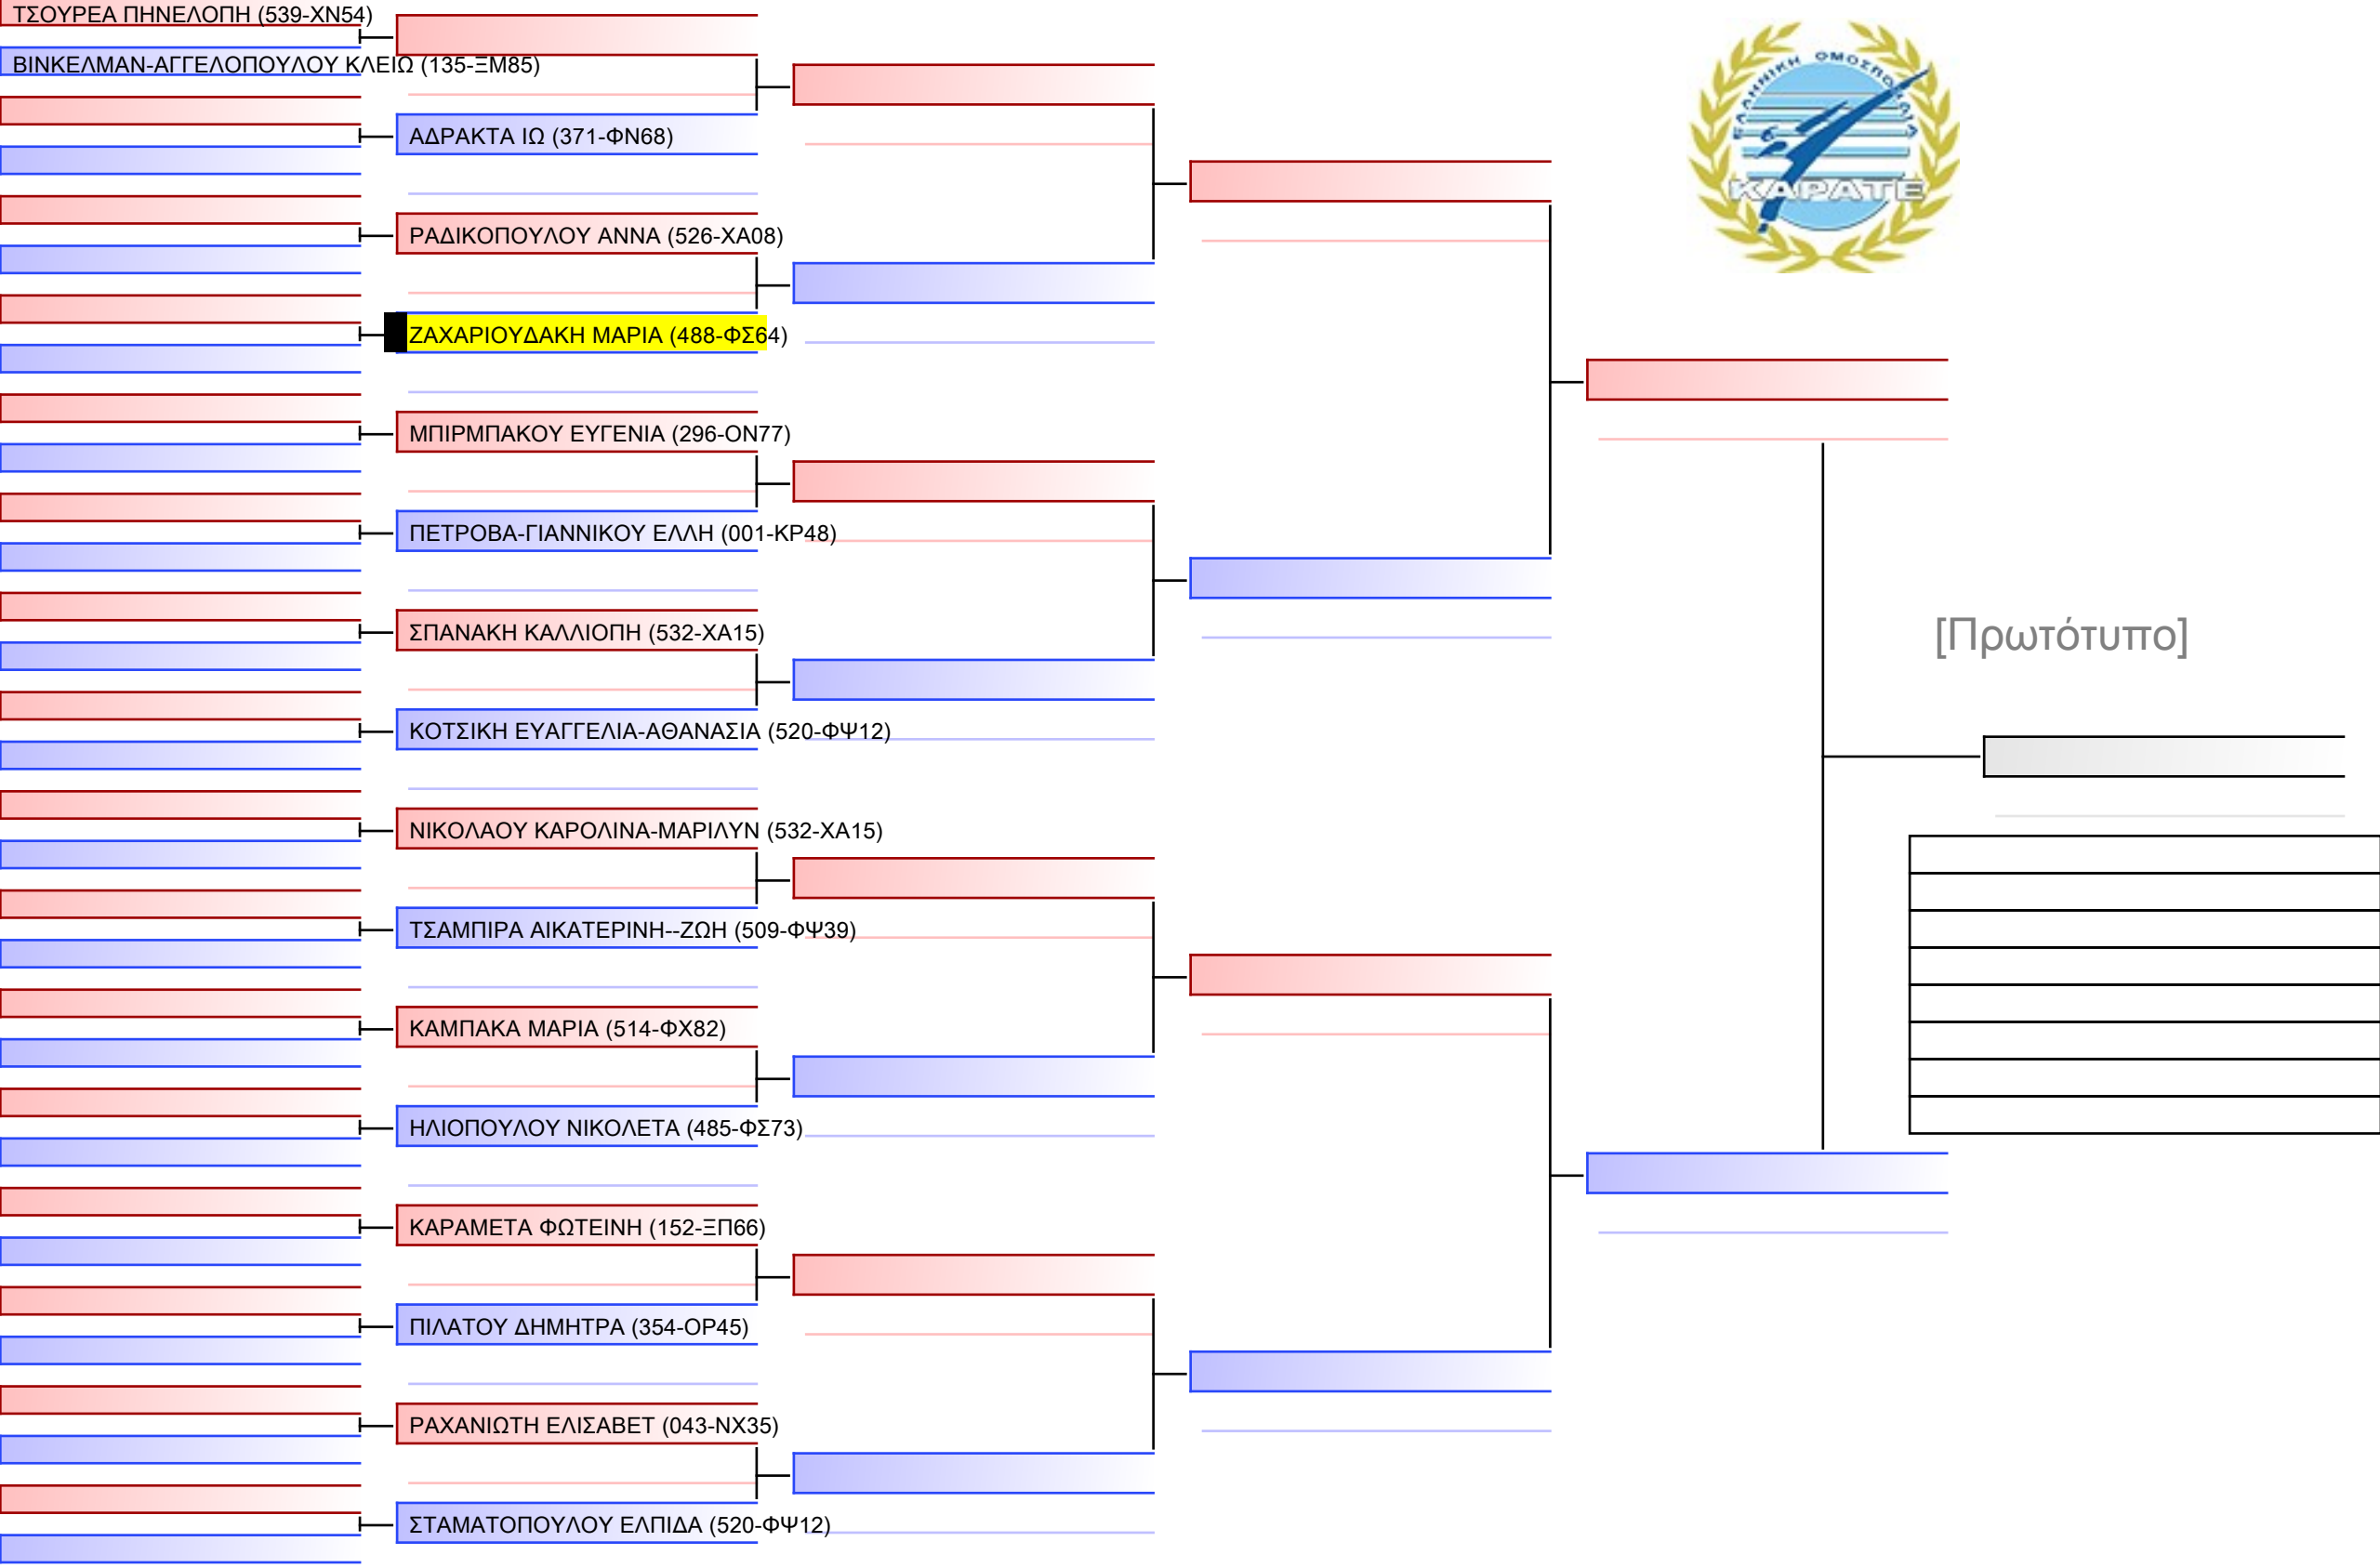 ΤΣΟΥΡΕΑ ΠΗΝΕΛΟΠΗ (539-ΧΝ54)
ΒΙΝΚΕΛΜΑΝ-ΑΓΓΕΛΟΠΟΥΛΟΥ ΚΛΕΙΩ (135-ΞΜ85)
ΕΛΛΗΝΙΚΗ ΟΜΟΣΠΟΝΔΙΑ
ΚΑΡΑΤΕ
ΑΔΡΑΚΤΑ ΙΩ (371-ΦΝ68)
ΡΑΔΙΚΟΠΟΥΛΟΥ ΑΝΝΑ (526-ΧΑ08)
ΖΑΧΑΡΙΟΥΔΑΚΗ ΜΑΡΙΑ (488-ΦΣ64)
ΜΠΙΡΜΠΑΚΟΥ ΕΥΓΕΝΙΑ (296-ΟΝ77)
ΠΕΤΡΟΒΑ-ΓΙΑΝΝΙΚΟΥ ΕΛΛΗ (001-ΚΡ48)
ΣΠΑΝΑΚΗ ΚΑΛΛΙΟΠΗ (532-ΧΑ15)
[Πρωτότυπο]
ΚΟΤΣΙΚΗ ΕΥΑΓΓΕΛΙΑ-ΑΘΑΝΑΣΙΑ (520-ΦΨ12)
ΝΙΚΟΛΑΟΥ ΚΑΡΟΛΙΝΑ-ΜΑΡΙΛΥΝ (532-ΧΑ15)
ΤΣΑΜΠΙΡΑ ΑΙΚΑΤΕΡΙΝΗ--ΖΩΗ (509-ΦΨ39)
ΚΑΜΠΑΚΑ ΜΑΡΙΑ (514-ΦΧ82)
ΗΛΙΟΠΟΥΛΟΥ ΝΙΚΟΛΕΤΑ (485-ΦΣ73)
ΚΑΡΑΜΕΤΑ ΦΩΤΕΙΝΗ (152-ΞΠ66)
ΠΙΛΑΤΟΥ ΔΗΜΗΤΡΑ (354-ΟΡ45)
ΡΑΧΑΝΙΩΤΗ ΕΛΙΣΑΒΕΤ (043-ΝΧ35)
ΣΤΑΜΑΤΟΠΟΥΛΟΥ ΕΛΠΙΔΑ (520-ΦΨ12)